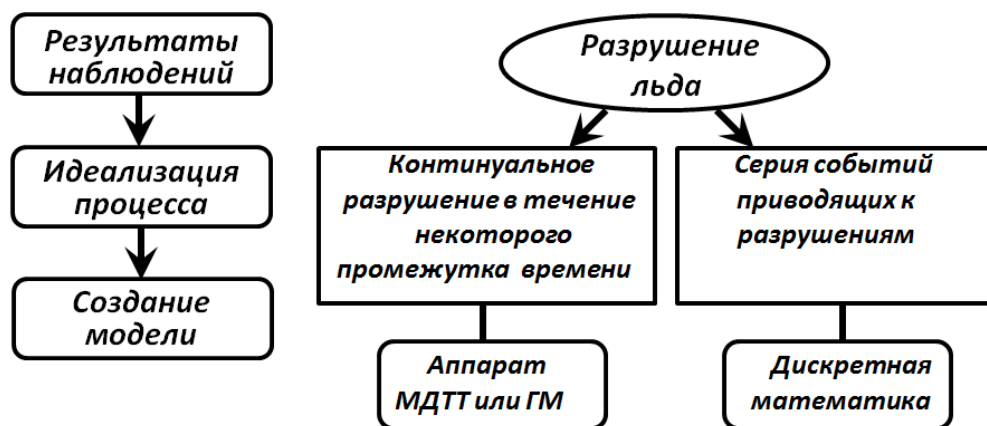 Результаты
наблюдений
Идеализация
процесса
Создание
модели
Разрушение
льда
Континуальное
разрушение в течение
некоторого
промежутка времени
Серия событий
приводящих к
разрушениям
Аппарат
МДТТ или ГМ
Дискретная
математика